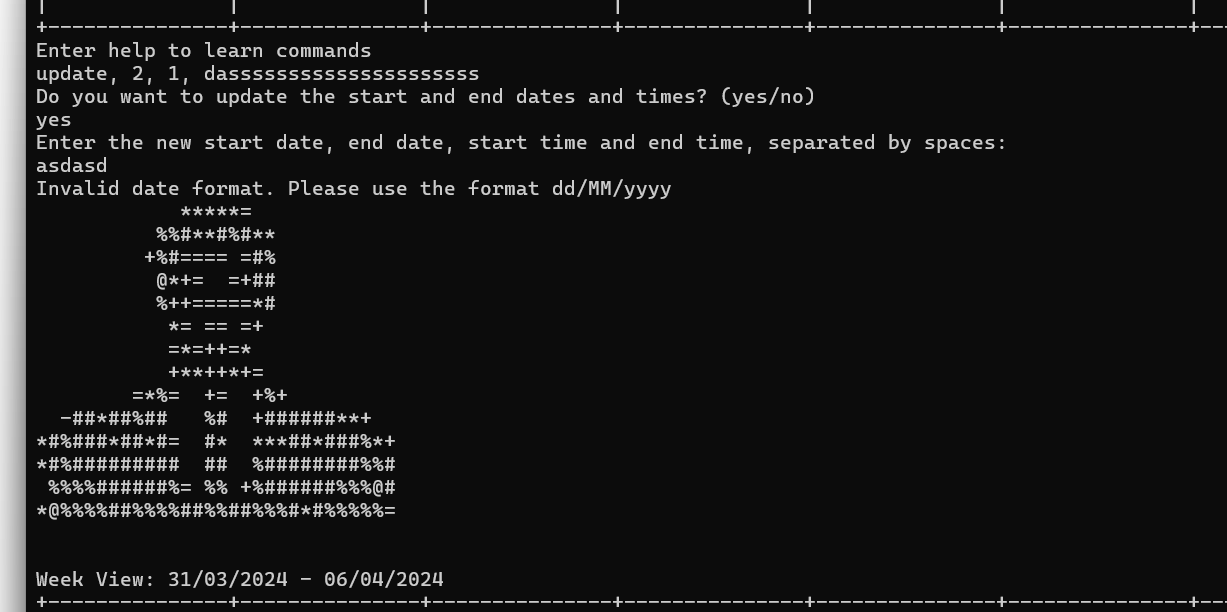 Enter help to learn commands
update, 2, 1, dasssssssssssssssssssss
Do you want to update the start and end dates and times? (yes/no)
yes
Enter the new start date, end date, start time and end time, separated by spaces:
asdasd
Invalid date format. Please use the format dd/MM/yyyy
            *****=
          %%#**#%#**
         +%#==== =#%
          @*+=  =+##
          %++=====*#
           *= == =+
           =*=++=*
           +**++*+=
        =*%=  +=  +%+
  -##*##%##   %#  +######**+
*#%###*##*#=  #*  ***##*###%*+
*#%#########  ##  %########%%#
 %%%%######%= %% +%######%%%@#
*@%%%%##%%%%##%%##%%%#*#%%%%%=
Week View: 31/03/2024 - 06/04/2024